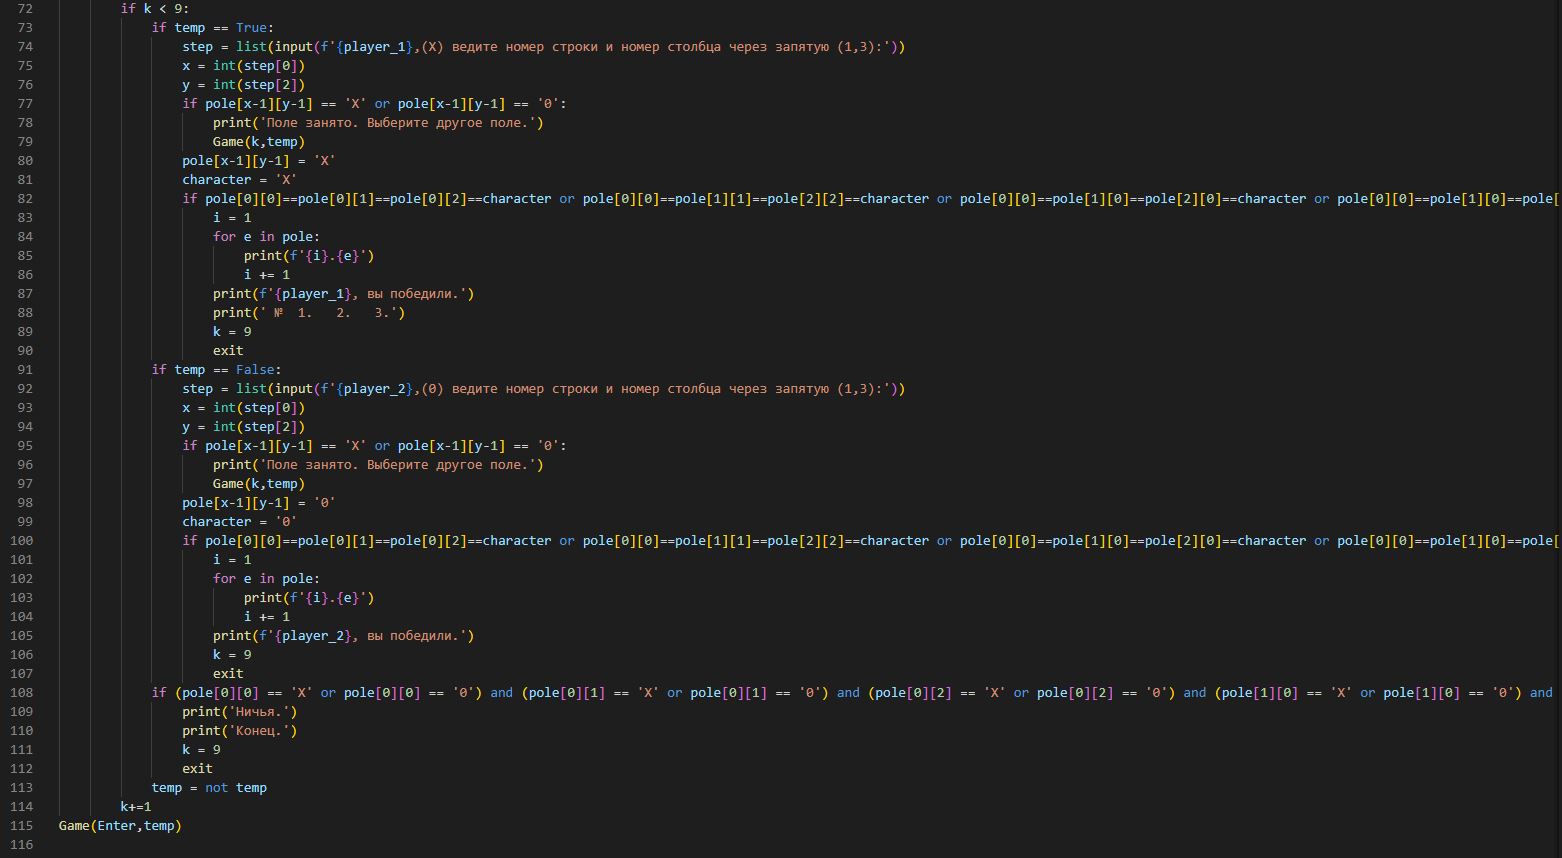 72 if k < 9:
73 if temp == True:
74 step = list(input(f'{player_1},(X) ведите номер строки и номер столбца через запятую (1,3):'))
75 x = int(step[0])
76 y = int(step[2])
77 if pole[x-1][y-1] == 'X' or pole[x-1][y-1] == '0':
78 print('Поле занято. Выберите другое поле.')
79 Game(k,temp)
80 pole[x-1][y-1] = 'X'
81 character = 'X'
82 if pole[0][0]==pole[0][1]==pole[0][2]==character or pole[0][0]==pole[1][1]==pole[2][2]==character or pole[0][0]==pole[1][0]==pole[2][0]==character or pole[0][0]==pole[1][0]==pole[
83 i = 1
84 for e in pole:
85 print(f'{i}.{e}')
86 i += 1
87 print(f'{player_1}, вы победили.')
88 print(' №  1.   2.   3.')
89 k = 9
90 exit
91 if temp == False:
92 step = list(input(f'{player_2},(0) ведите номер строки и номер столбца через запятую (1,3):'))
93 x = int(step[0])
94 y = int(step[2])
95 if pole[x-1][y-1] == 'X' or pole[x-1][y-1] == '0':
96 print('Поле занято. Выберите другое поле.')
97 Game(k,temp)
98 pole[x-1][y-1] = '0'
99 character = '0'
100 if pole[0][0]==pole[0][1]==pole[0][2]==character or pole[0][0]==pole[1][1]==pole[2][2]==character or pole[0][0]==pole[1][0]==pole[2][0]==character or pole[0][0]==pole[1][0]==pole[
101 i = 1
102 for e in pole:
103 print(f'{i}.{e}')
104 i += 1
105 print(f'{player_2}, вы победили.')
106 k = 9
107 exit
108 if (pole[0][0] == 'X' or pole[0][0] == '0') and (pole[0][1] == 'X' or pole[0][1] == '0') and (pole[0][2] == 'X' or pole[0][2] == '0') and (pole[1][0] == 'X' or pole[1][0] == '0') and
109 print('Ничья.')
110 print('Конец.')
111 k = 9
112 exit
113 temp = not temp
114 k+=1
115 Game(Enter,temp)
116